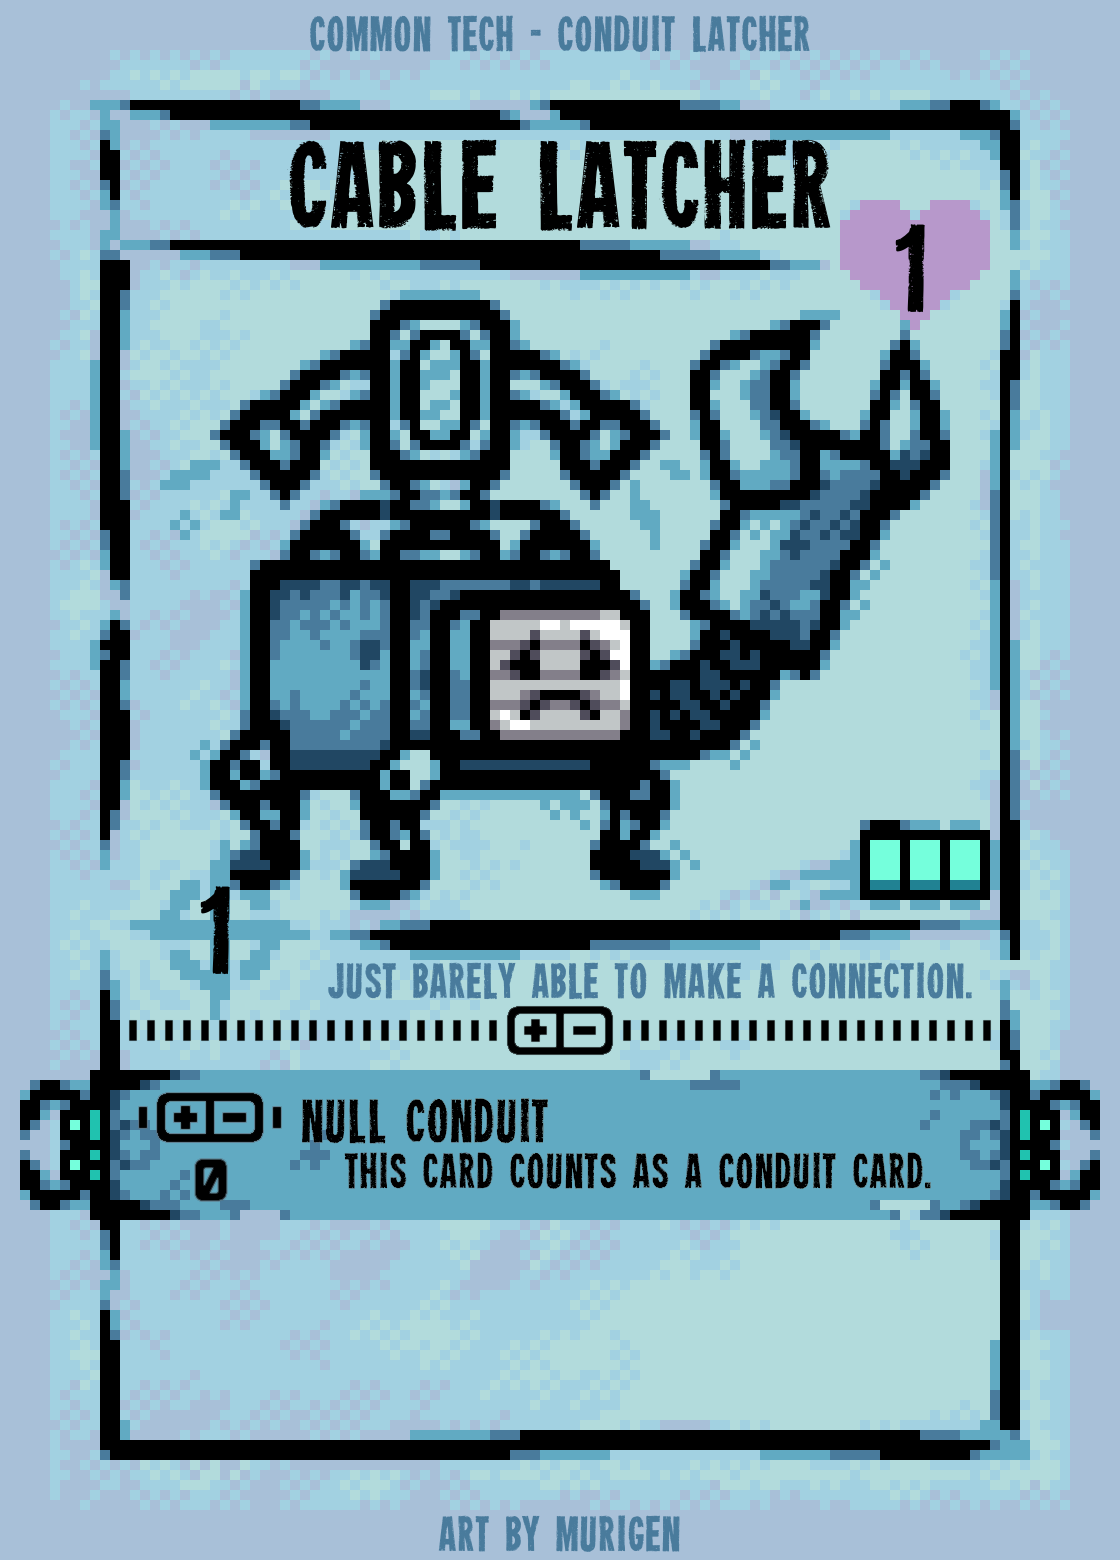 COMMON TECH - CONDUIT LATCHER
CABLE LATCHER
1
1
JUST BARELY ABLE TO MAKE A CONNECTION.
+ -
+ - NULL CONDUIT
0 THIS CARD COUNTS AS A CONDUIT CARD.
ART BY MURIGEN